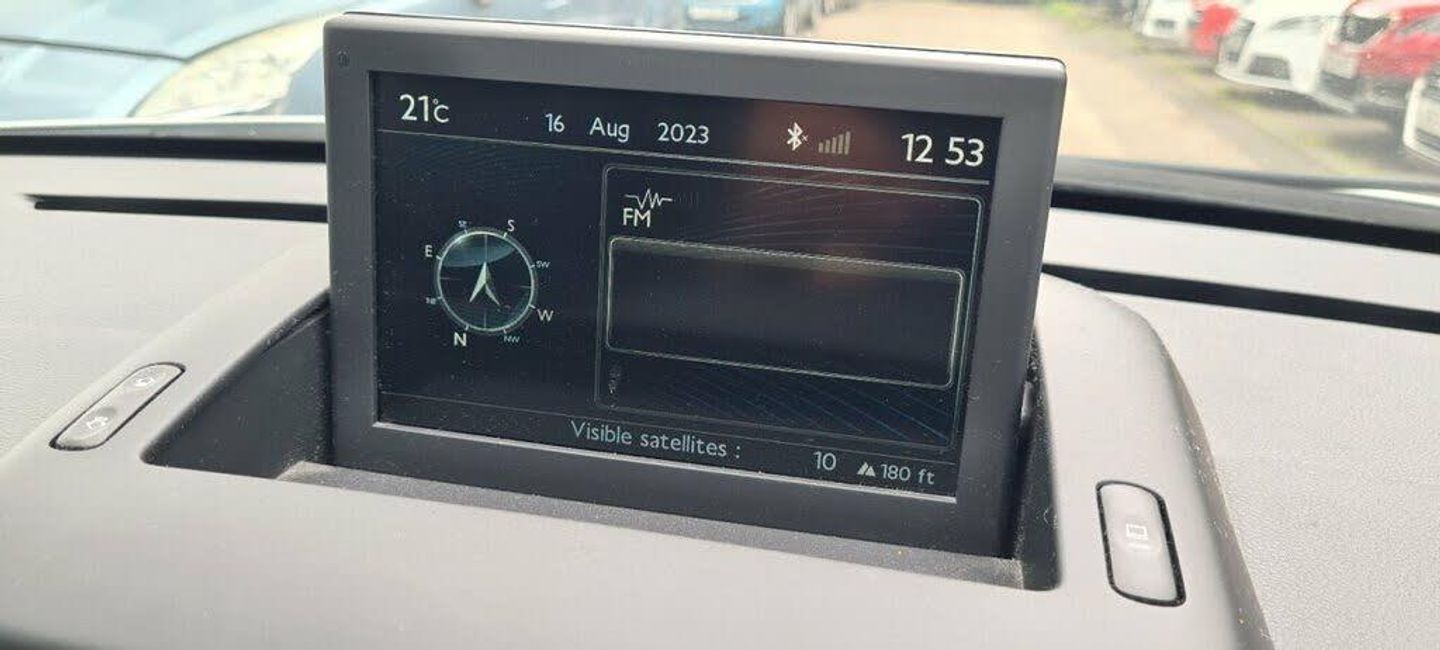 21°C 16 Aug 2023 12 53
FM
S
E
SW
W
N
NW
Visible satellites : 10 180 ft